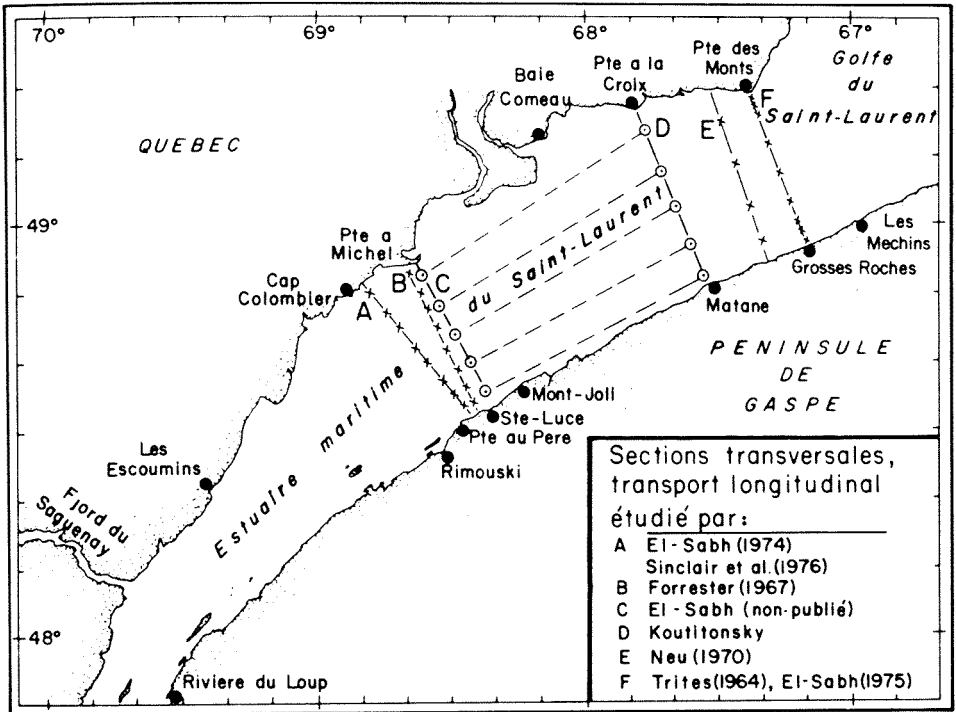 70°
69°
68°
67°
Pte a la
Croix
Pte des
Monts
Golfe
du
Saint-Laurent
Baie
Comeau
F
D
E
QUEBEC
49°
Pte a
Michel
du Saint-Laurent
Les
Mechins
Grosses Roches
Cap
Colombier
B
C
A
Matane
PENINSULE
DE
GASPE
Mont-Joli
Ste-Luce
Pte au Pere
Rimouski
Estuaire maritime
Les
Escoumins
Fjord du
Saguenay
48°
Riviere du Loup
Sections transversales,
transport longitudinal
étudié par:
A El-Sabh (1974)
Sinclair et al. (1976)
B Forrester (1967)
C El-Sabh (non-publié)
D Koutitonsky
E Neu (1970)
F Trites (1964), El-Sabh (1975)